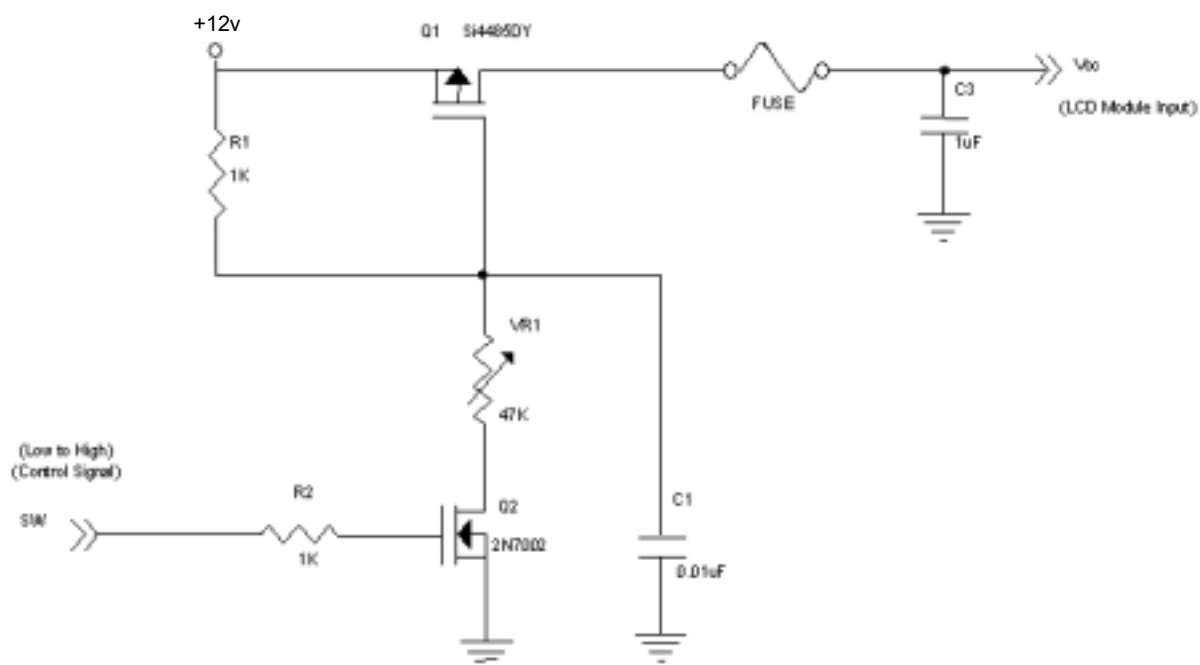 +12v
Q1 Si4485DY
FUSE
C3
1uF
(LCD Module Input)
R1
1K
VR1
47K
(Low to High)
(Control Signal)
SW
R2
1K
Q2
2N7002
C1
0.01uF